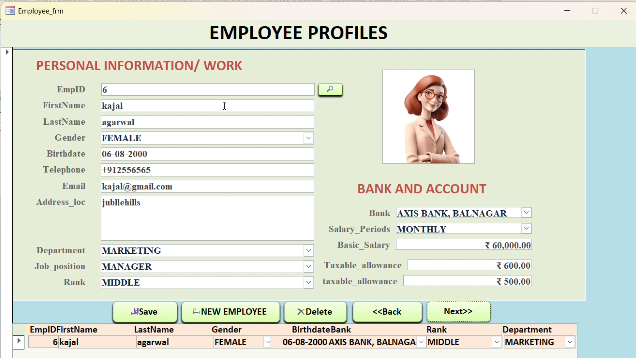 Employee_frm
EMPLOYEE PROFILES
PERSONAL INFORMATION/ WORK
EmpID 6
FirstName kajal
LastName agarwal
Gender FEMALE
Birthdate 06-08-2000
Telephone +912556565
Email kajal@gmail.com
Address_loc jubllehills
Department MARKETING
Job_position MANAGER
Rank MIDDLE
BANK AND ACCOUNT
Bank AXIS BANK, BALNAGAR
Salary_Periods MONTHLY
Basic_Salary ₹ 60,000.00
Taxable_allowance ₹ 600.00
taxable_allowance ₹ 500.00
Save NEW EMPLOYEE Delete <<Back Next>>
EmpID FirstName LastName Gender BirthdateBank Rank Department
6 kajal agarwal FEMALE 06-08-2000 AXIS BANK, BALNAGA MIDDLE MARKETING